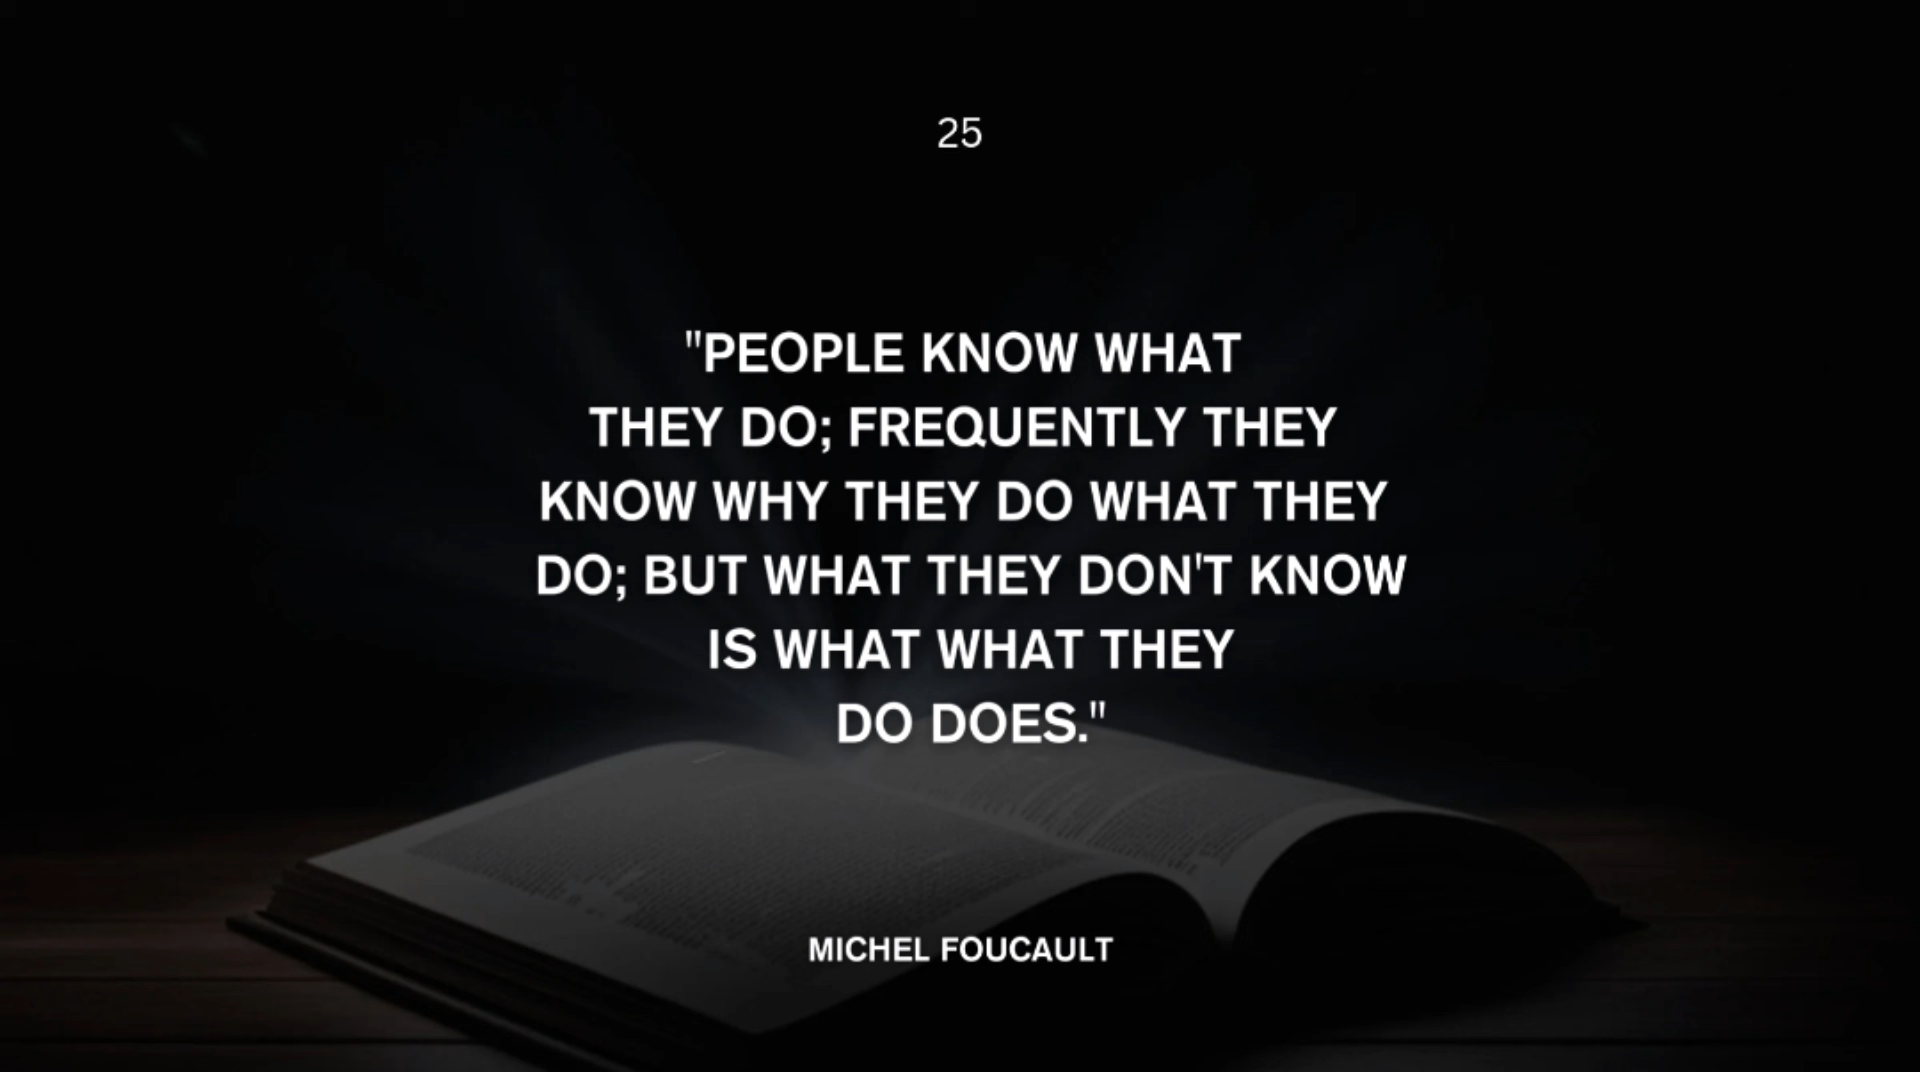 25
"PEOPLE KNOW WHAT
THEY DO; FREQUENTLY THEY
KNOW WHY THEY DO WHAT THEY
DO; BUT WHAT THEY DON'T KNOW
IS WHAT WHAT THEY
DO DOES."
MICHEL FOUCAULT